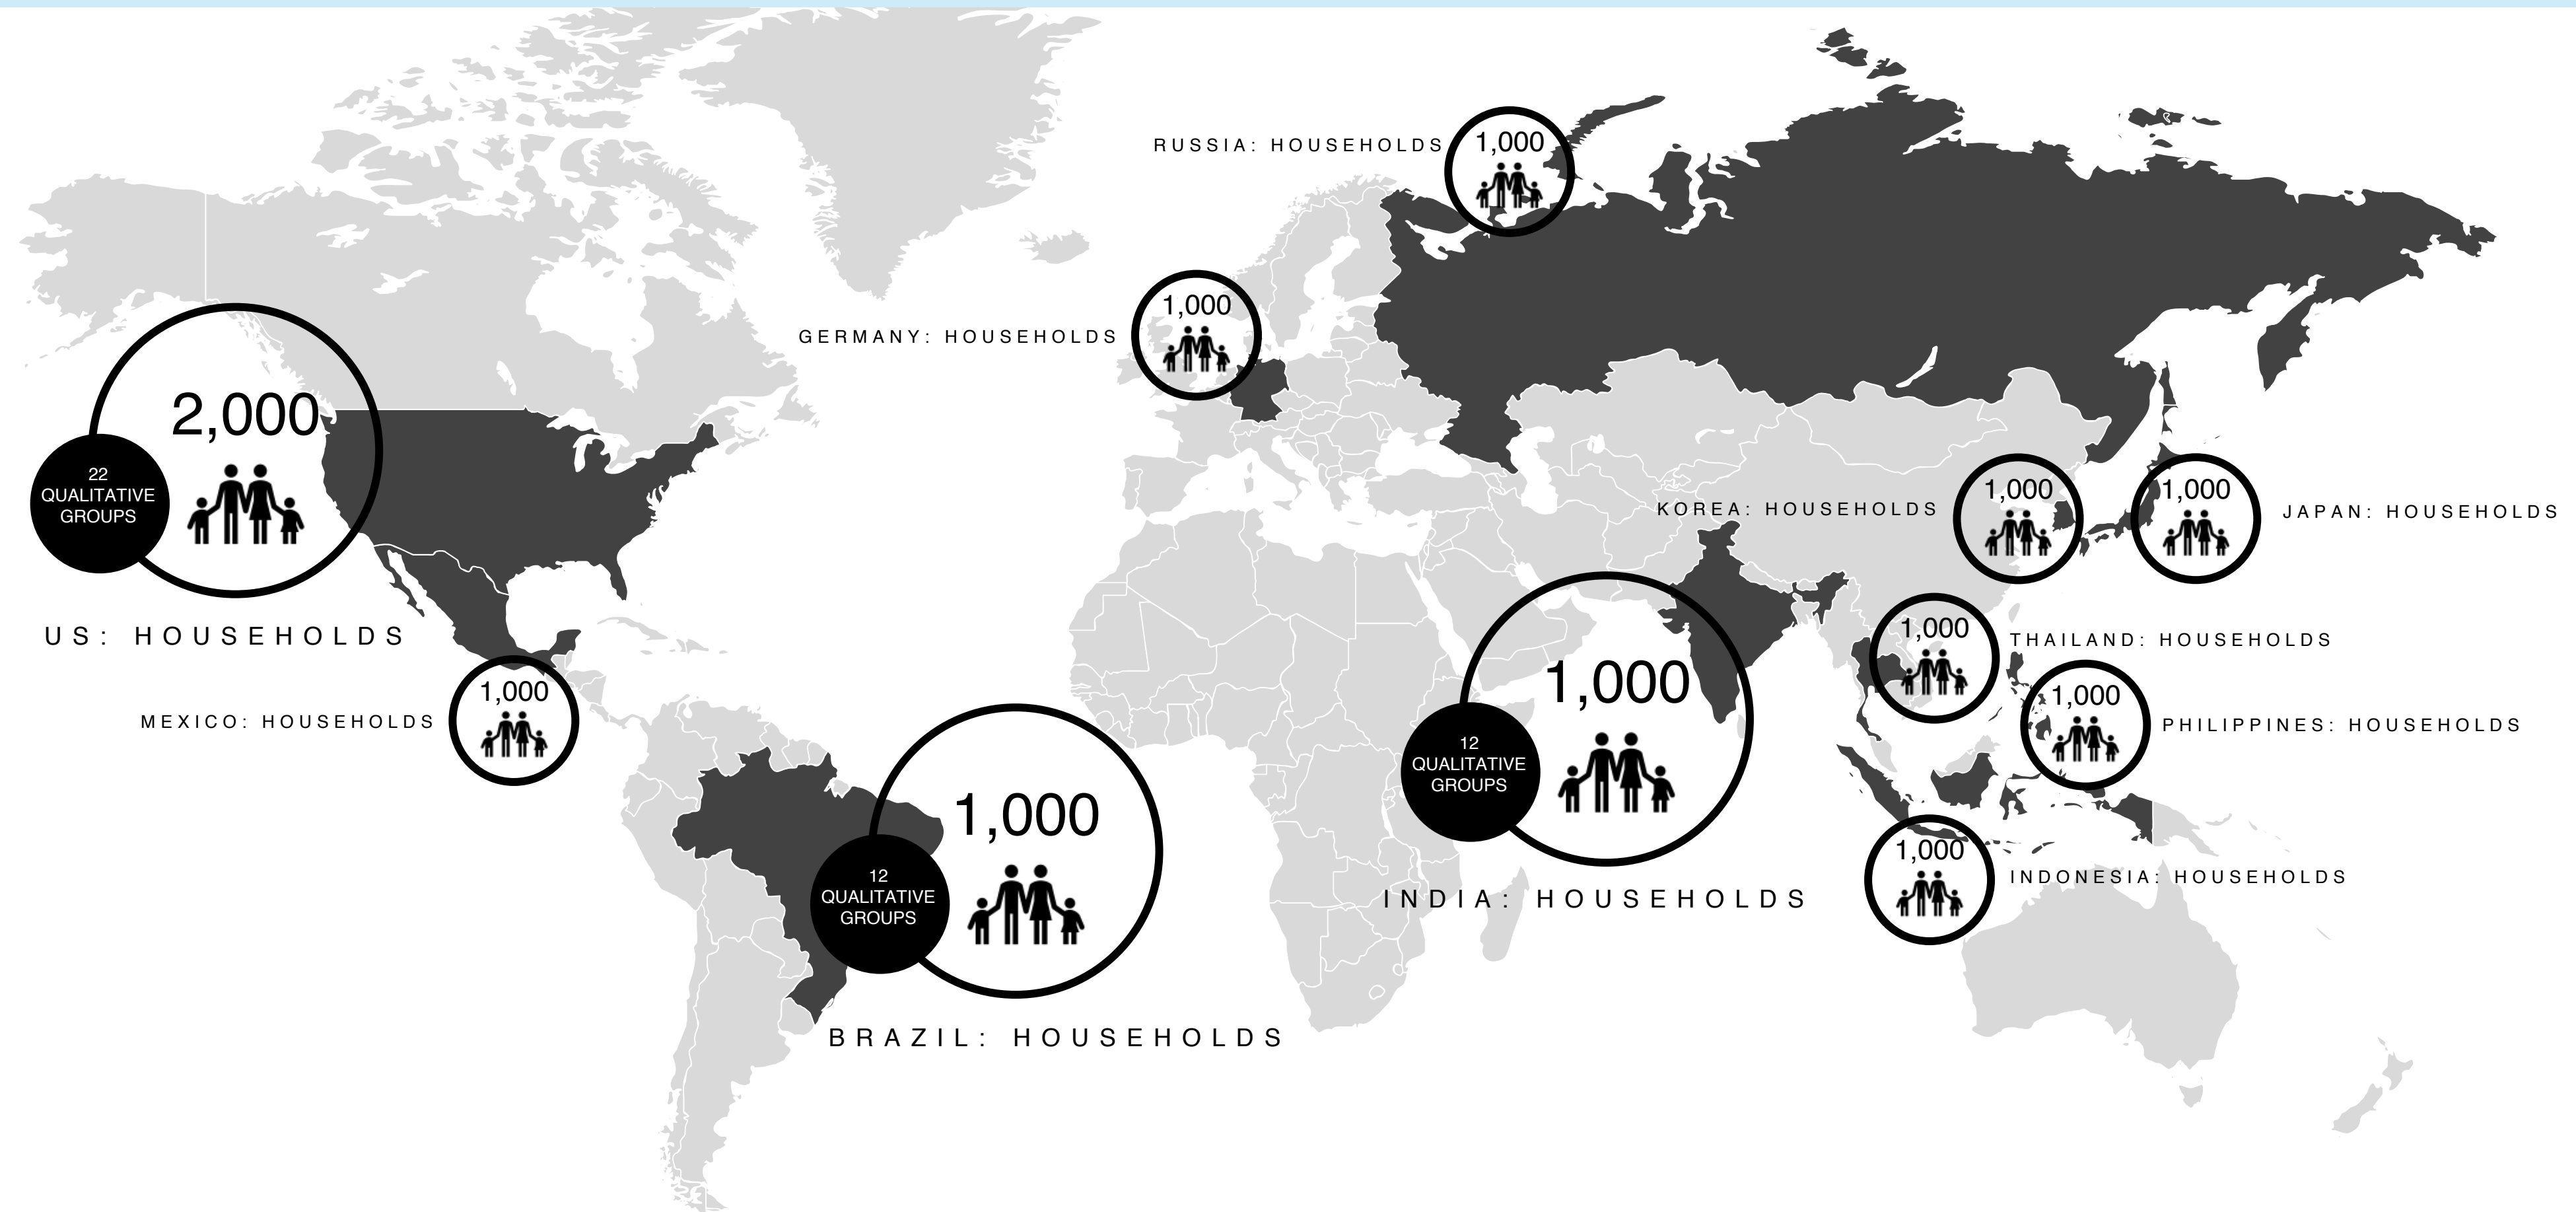 RUSSIA: HOUSEHOLDS
1,000
GERMANY: HOUSEHOLDS
1,000
2,000
22
QUALITATIVE
GROUPS
US: HOUSEHOLDS
MEXICO: HOUSEHOLDS
1,000
1,000
12
QUALITATIVE
GROUPS
BRAZIL: HOUSEHOLDS
1,000
12
QUALITATIVE
GROUPS
INDIA: HOUSEHOLDS
KOREA: HOUSEHOLDS
1,000
1,000
JAPAN: HOUSEHOLDS
1,000
THAILAND: HOUSEHOLDS
1,000
PHILIPPINES: HOUSEHOLDS
1,000
INDONESIA: HOUSEHOLDS